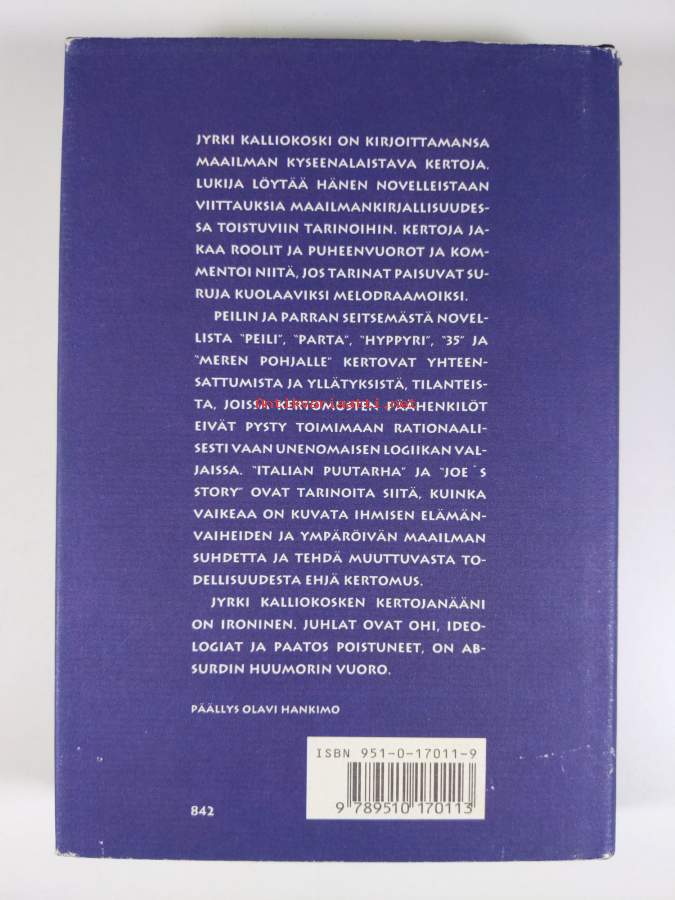 JYRKI KALLIOKOSKI ON KIRJOITTAMANSA
MAAILMAN KYSEENALAISTAVA KERTOJA.
LUKIJA LÖYTÄÄ HÄNEN NOVELLEISTAAN
VIITTAUKSIA MAAILMANKIRJALLISUUDES-
SA TOISTUVIIN TARINOIHIN. KERTOJA JA-
KAA ROOLIT JA PUHEENVUOROT JA KOM-
MENTOI NIITÄ, JOS TARINAT PAISUVAT SU-
RUJA KUOLAAVIKSI MELODRAAMOIKSI.
PEILIN JA PARRAN SEITSEMÄSTÄ NOVEL-
LISTA "PEILI", "PARTA", "HYPPYRI", "35" JA
"MEREN POHJALLE" KERTOVAT YHTEEN-
SATTUMISTA JA YLLÄTYKSISTÄ, TILANTEIS-
TA, JOISSA KERTOMUSTEN PÄÄHENKILÖT
EIVÄT PYSTY TOIMIMAAN RATIONAALI-
SESTI VAAN UNENOMAISEN LOGIIKAN VAL-
JAISSA. "ITALIAN PUUTARHA" JA "JOE´S
STORY" OVAT TARINOITA SIITÄ, KUINKA
VAIKEAA ON KUVATA IHMISEN ELÄMÄN-
VAIHEIDEN JA YMPÄRÖIVÄN MAAILMAN
SUHDETTA JA TEHDÄ MUUTTUVASTA TO-
DELLISUUDESTA EHJÄ KERTOMUS.
JYRKI KALLIOKOSKEN KERTOJANÄÄNI
ON IRONINEN. JUHLAT OVAT OHI, IDEO-
LOGIAT JA PAATOS POISTUNEET, ON AB-
SURDIN HUUMORIN VUORO.
PÄÄLLYS OLAVI HANKIMO
ISBN 951-0-17011-9
9 789510 170113
842